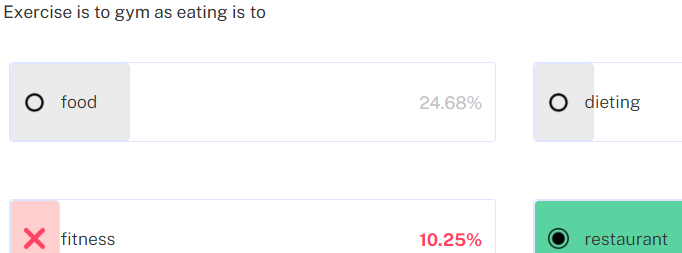 Exercise is to gym as eating is to
food 24.68% dieting
fitness 10.25% restaurant